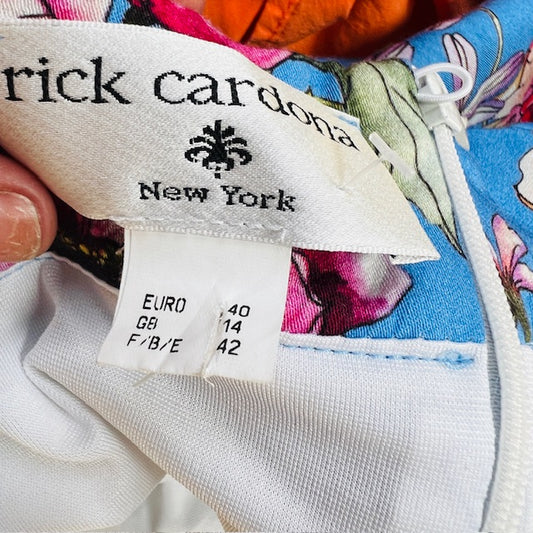 rick cardona
New York
EURO 40
GB 14
F/B/E 42